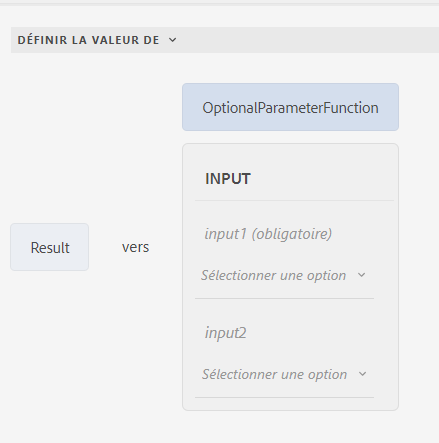 DÉFINIR LA VALEUR DE
OptionalParameterFunction
INPUT
input1 (obligatoire)
Result vers
Sélectionner une option
input2
Sélectionner une option